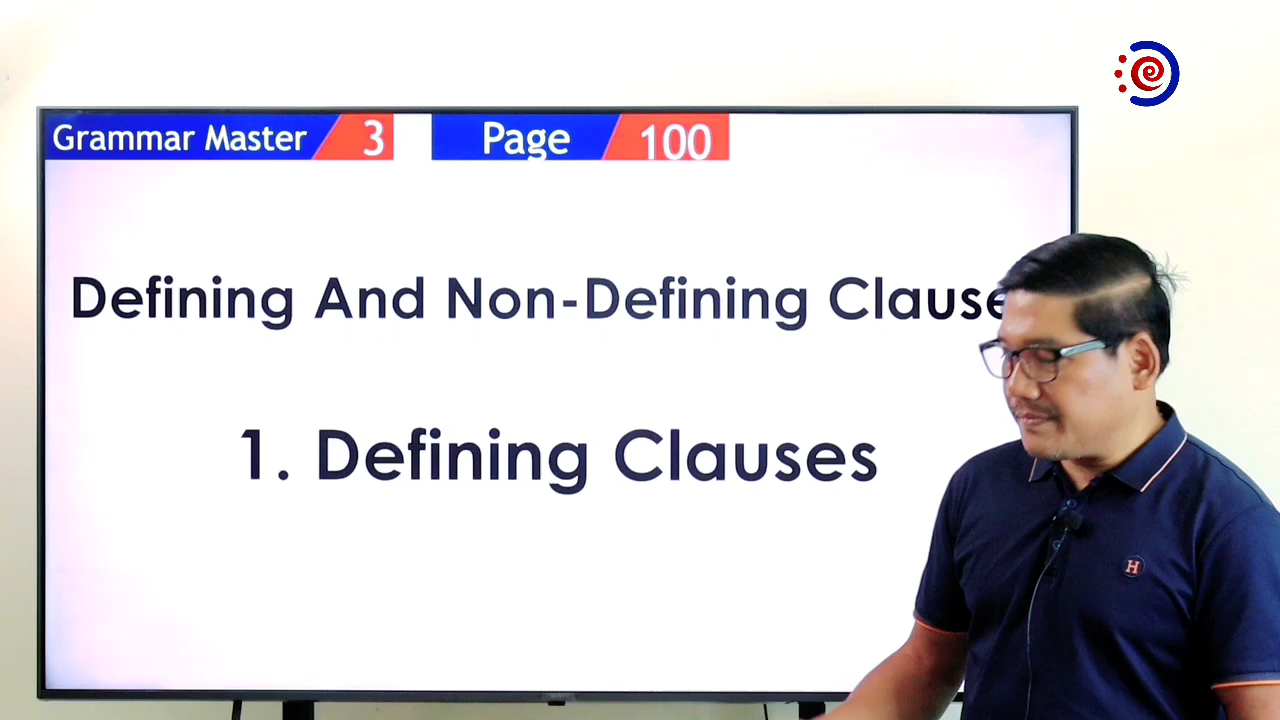 Grammar Master 3 Page 100
Defining And Non-Defining Clause
1. Defining Clauses
H